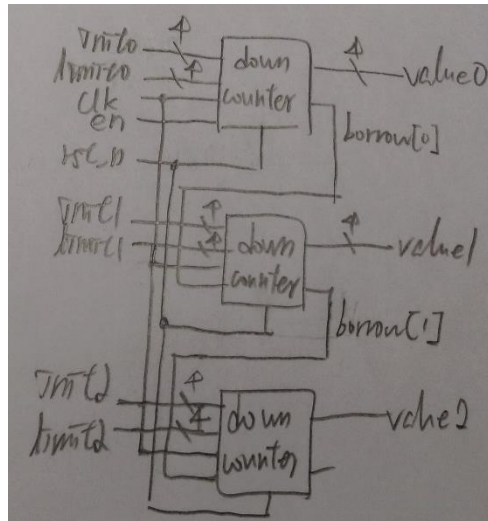 4
init0
4
down
value0
limit0
4
clk
counter
en
borrow[0]
rst_n
init1
4
4
limit1
4
down
value1
counter
borrow[1]
init2
4
limit2
4
down
value2
counter